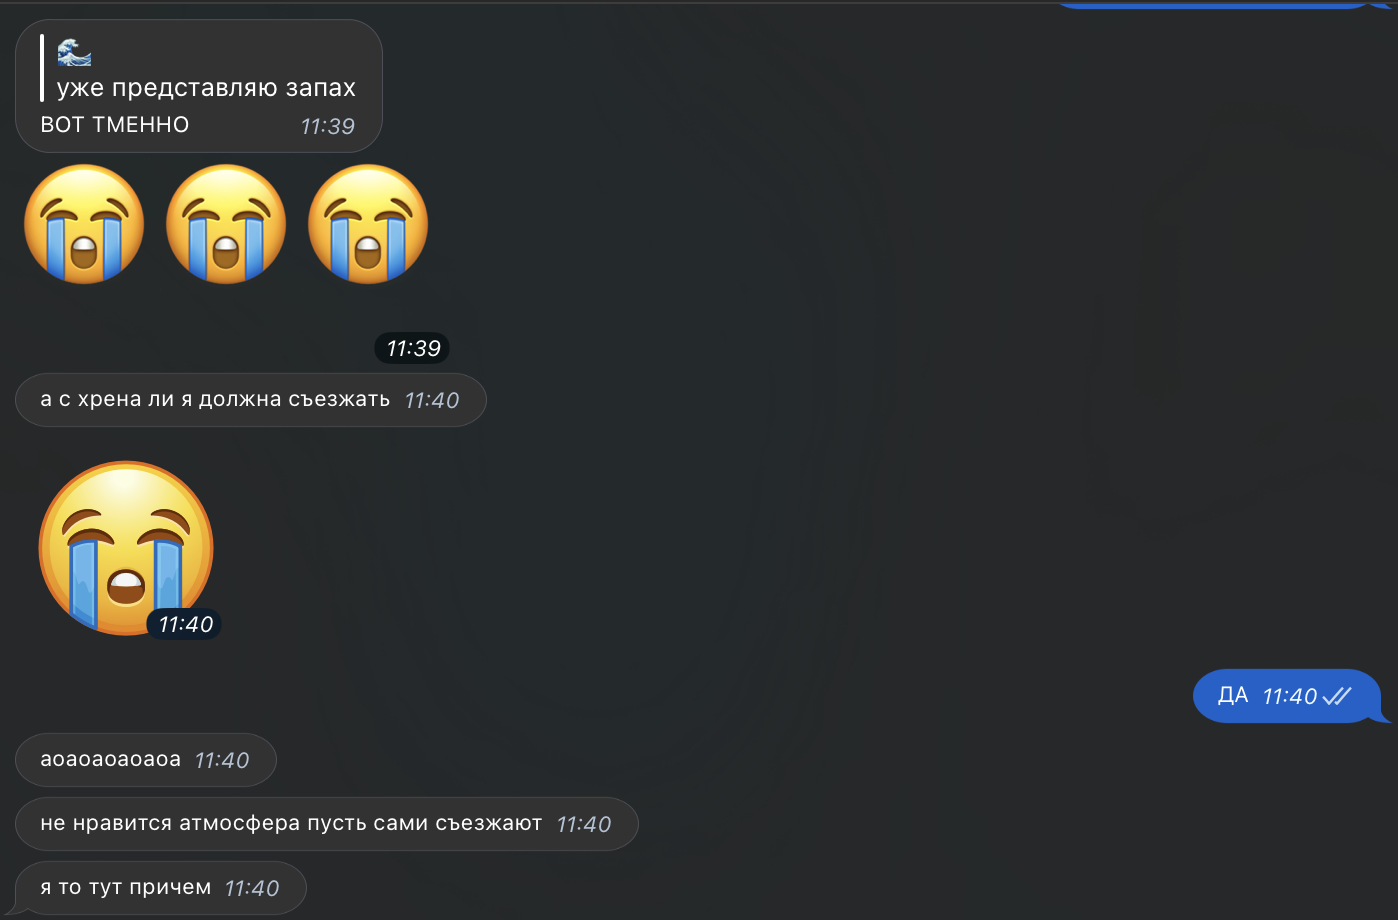 уже представляю запах
ВОТ ТМЕННО 11:39
11:39
а с хрена ли я должна съезжать 11:40
11:40
ДА 11:40
аоаоаоаоаоа 11:40
не нравится атмосфера пусть сами съезжают 11:40
я то тут причем 11:40